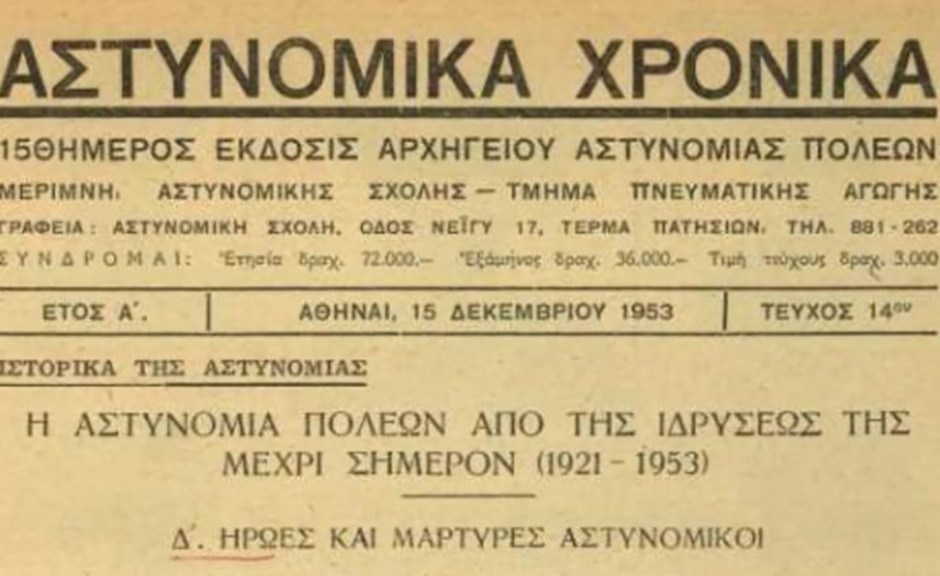 ΑΣΤΥΝΟΜΙΚΑ ΧΡΟΝΙΚΑ
15ΘΗΜΕΡΟΣ ΕΚΔΟΣΙΣ ΑΡΧΗΓΕΙΟΥ ΑΣΤΥΝΟΜΙΑΣ ΠΟΛΕΩΝ
ΜΕΡΙΜΝΗ: ΑΣΤΥΝΟΜΙΚΗΣ ΣΧΟΛΗΣ — ΤΜΗΜΑ ΠΝΕΥΜΑΤΙΚΗΣ ΑΓΩΓΗΣ
ΓΡΑΦΕΙΑ: ΑΣΤΥΝΟΜΙΚΗ ΣΧΟΛΗ, ΟΔΟΣ ΝΕΪΓΥ 17, ΤΕΡΜΑ ΠΑΤΗΣΙΩΝ, ΤΗΛ. 881-262
ΣΥΝΔΡΟΜΑΙ: Ἐτησία δραχ. 72.000.— Ἑξάμηνος δραχ. 36.000.— Τιμὴ τεύχους δραχ. 3.000
ΕΤΟΣ Α΄. ΑΘΗΝΑΙ, 15 ΔΕΚΕΜΒΡΙΟΥ 1953 ΤΕΥΧΟΣ 14ον
ΙΣΤΟΡΙΚΑ ΤΗΣ ΑΣΤΥΝΟΜΙΑΣ
Η ΑΣΤΥΝΟΜΙΑ ΠΟΛΕΩΝ ΑΠΟ ΤΗΣ ΙΔΡΥΣΕΩΣ ΤΗΣ
ΜΕΧΡΙ ΣΗΜΕΡΟΝ (1921 - 1953)
Δ΄. ΗΡΩΕΣ ΚΑΙ ΜΑΡΤΥΡΕΣ ΑΣΤΥΝΟΜΙΚΟΙ